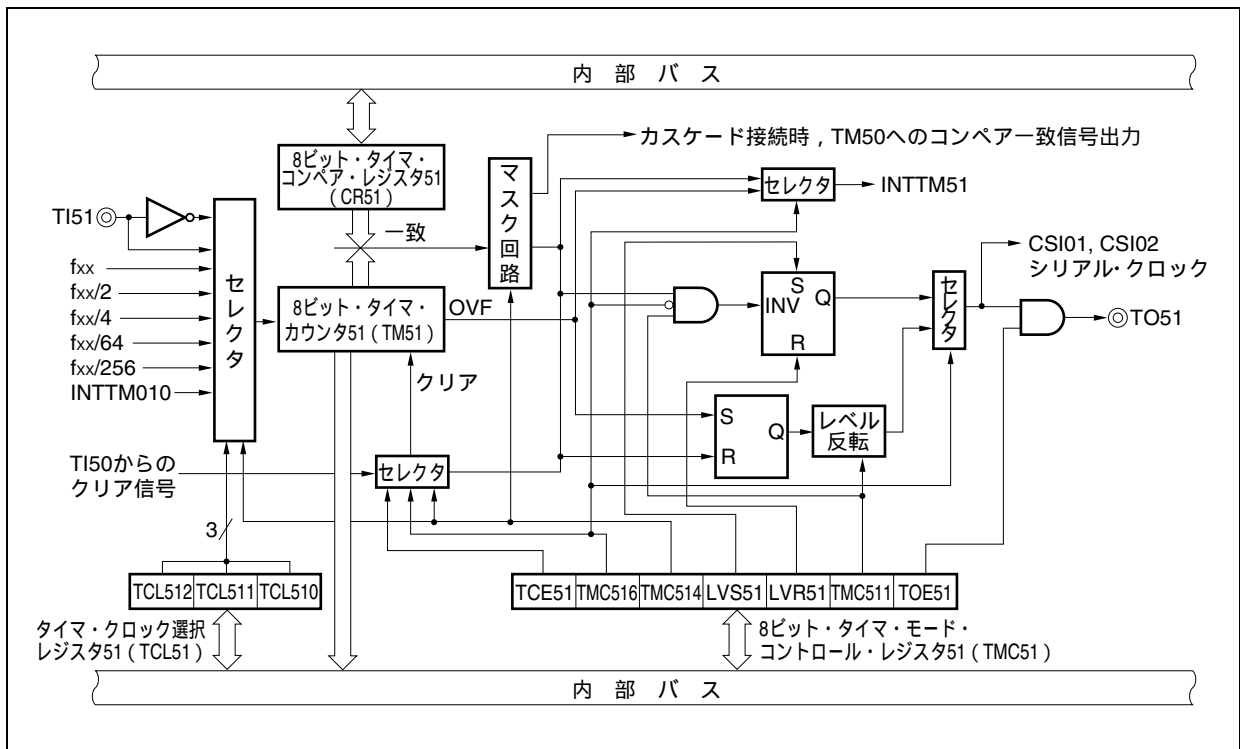 内 部 バ ス
カスケード接続時，TM50へのコンペア一致信号出力
8ビット・タイマ・
コンペア・レジスタ51
（CR51）
マスク回路
セレクタ
INTTM51
TI51
一致
CSI01, CSI02
シリアル・クロック
fxx
fxx/2
fxx/4
fxx/64
fxx/256
INTTM010
セレクタ
8ビット・タイマ・
カウンタ51（TM51）
OVF
S
INV
Q
R
セレクタ
TO51
クリア
S
Q
R
レベル
反転
TI50からの
クリア信号
セレクタ
3
TCL512 TCL511 TCL510
TCE51 TMC516 TMC514 LVS51 LVR51 TMC511 TOE51
タイマ・クロック選択
レジスタ51（TCL51）
8ビット・タイマ・モード・
コントロール・レジスタ51（TMC51）
内 部 バ ス